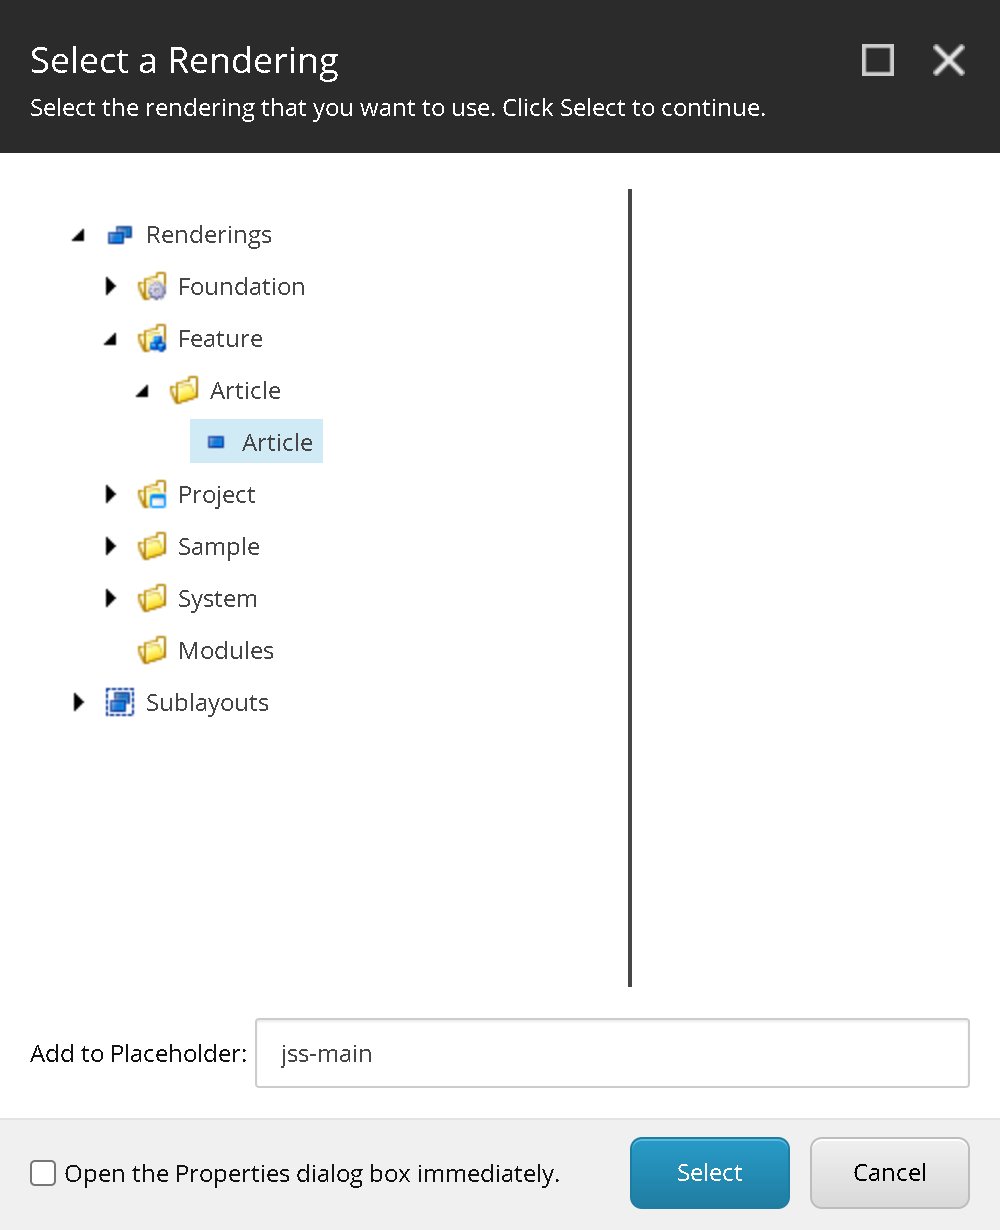 Select a Rendering
Select the rendering that you want to use. Click Select to continue.
Renderings
Foundation
Feature
Article
Article
Project
Sample
System
Modules
Sublayouts
Add to Placeholder: jss-main
Open the Properties dialog box immediately. Select Cancel